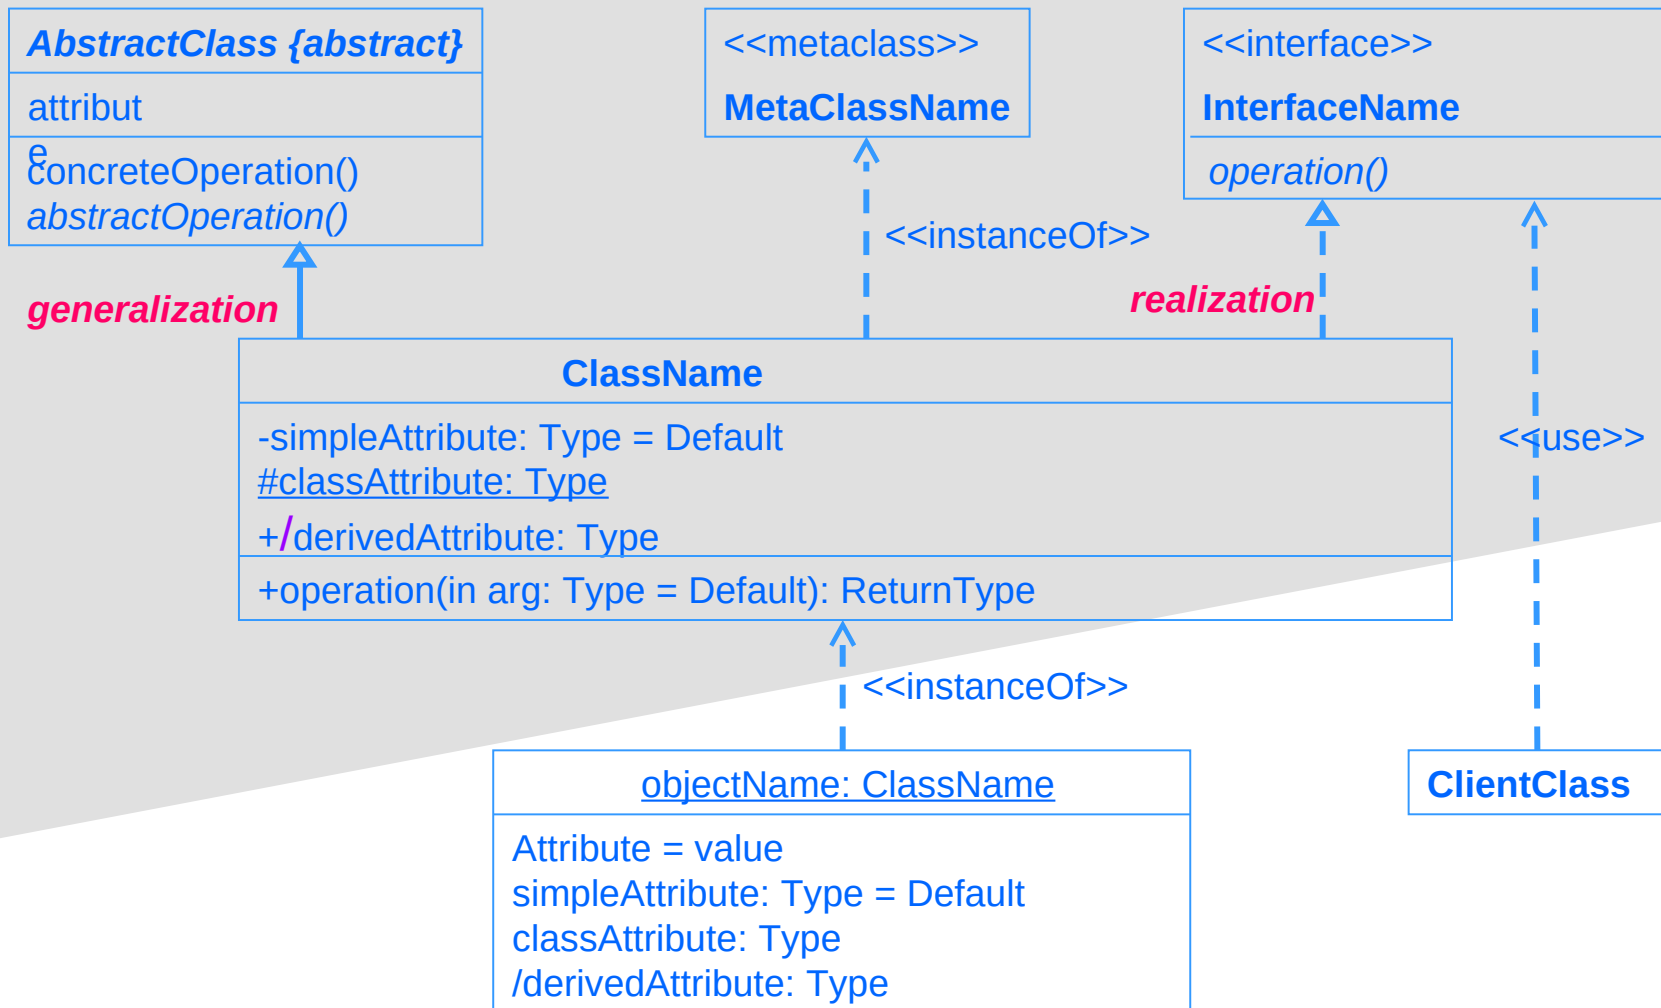 AbstractClass {abstract}
attribut
e
concreteOperation()
abstractOperation()
<<metaclass>>
MetaClassName
<<interface>>
InterfaceName
operation()
<<instanceOf>>
generalization
realization
ClassName
-simpleAttribute: Type = Default
#classAttribute: Type
+/derivedAttribute: Type
+operation(in arg: Type = Default): ReturnType
<<use>>
<<instanceOf>>
objectName: ClassName
Attribute = value
simpleAttribute: Type = Default
classAttribute: Type
/derivedAttribute: Type
ClientClass